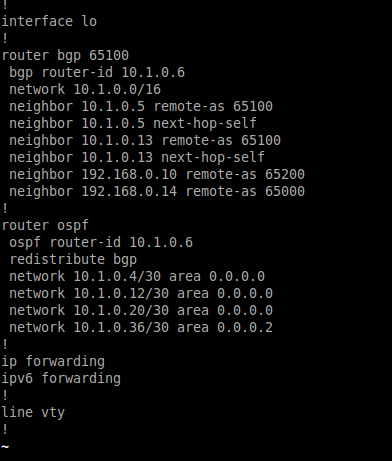 !
interface lo
!
router bgp 65100
 bgp router-id 10.1.0.6
 network 10.1.0.0/16
 neighbor 10.1.0.5 remote-as 65100
 neighbor 10.1.0.5 next-hop-self
 neighbor 10.1.0.13 remote-as 65100
 neighbor 10.1.0.13 next-hop-self
 neighbor 192.168.0.10 remote-as 65200
 neighbor 192.168.0.14 remote-as 65000
!
router ospf
 ospf router-id 10.1.0.6
 redistribute bgp
 network 10.1.0.4/30 area 0.0.0.0
 network 10.1.0.12/30 area 0.0.0.0
 network 10.1.0.20/30 area 0.0.0.0
 network 10.1.0.36/30 area 0.0.0.2
!
ip forwarding
ipv6 forwarding
!
line vty
!
~